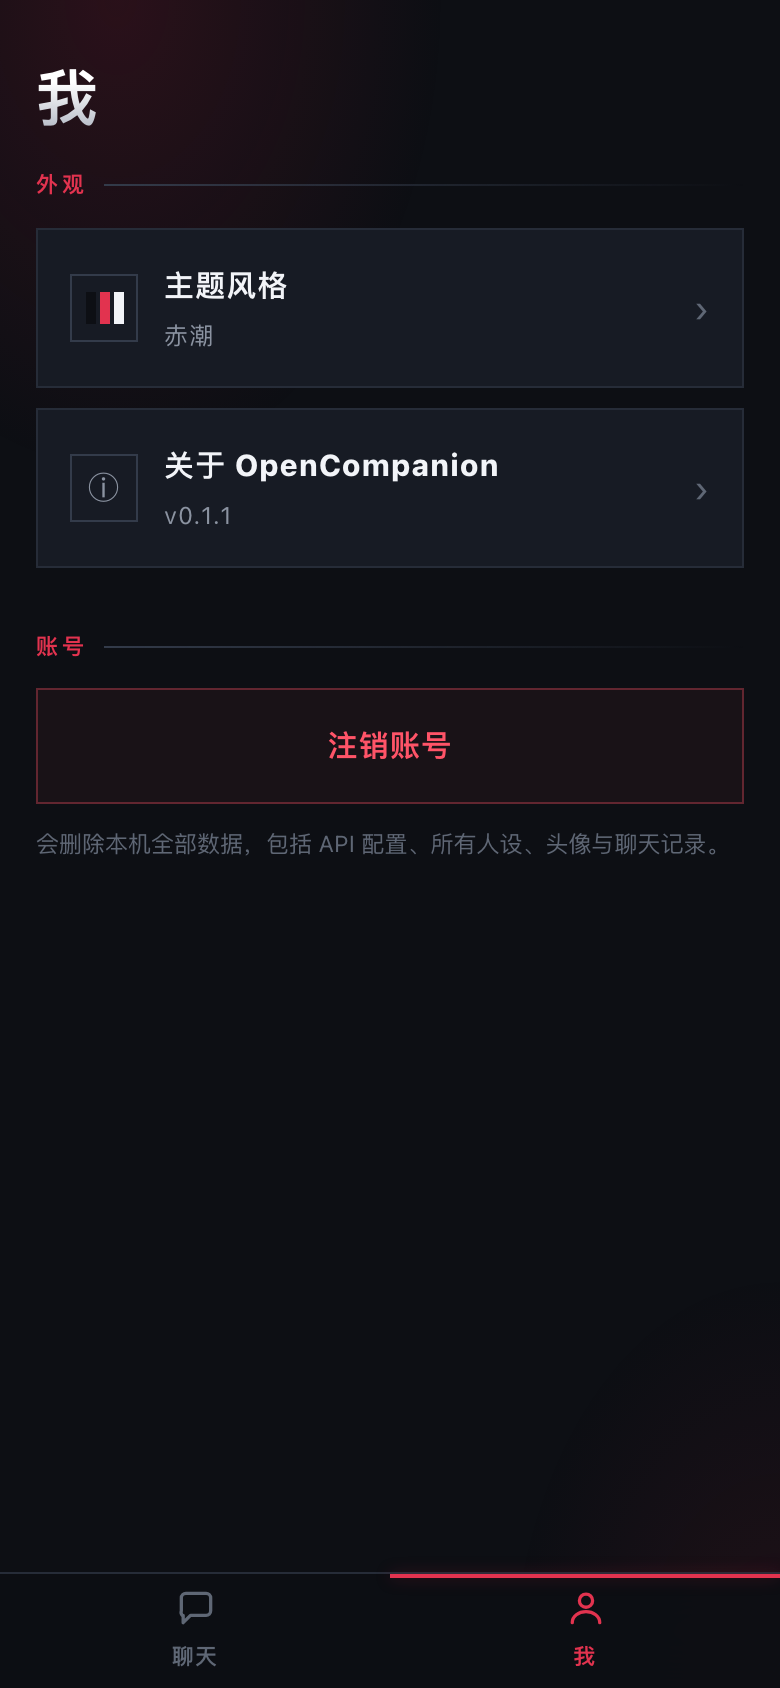 我
外观
主题风格
赤潮
关于 OpenCompanion
v0.1.1
账号
注销账号
会删除本机全部数据，包括 API 配置、所有人设、头像与聊天记录。
聊天
我